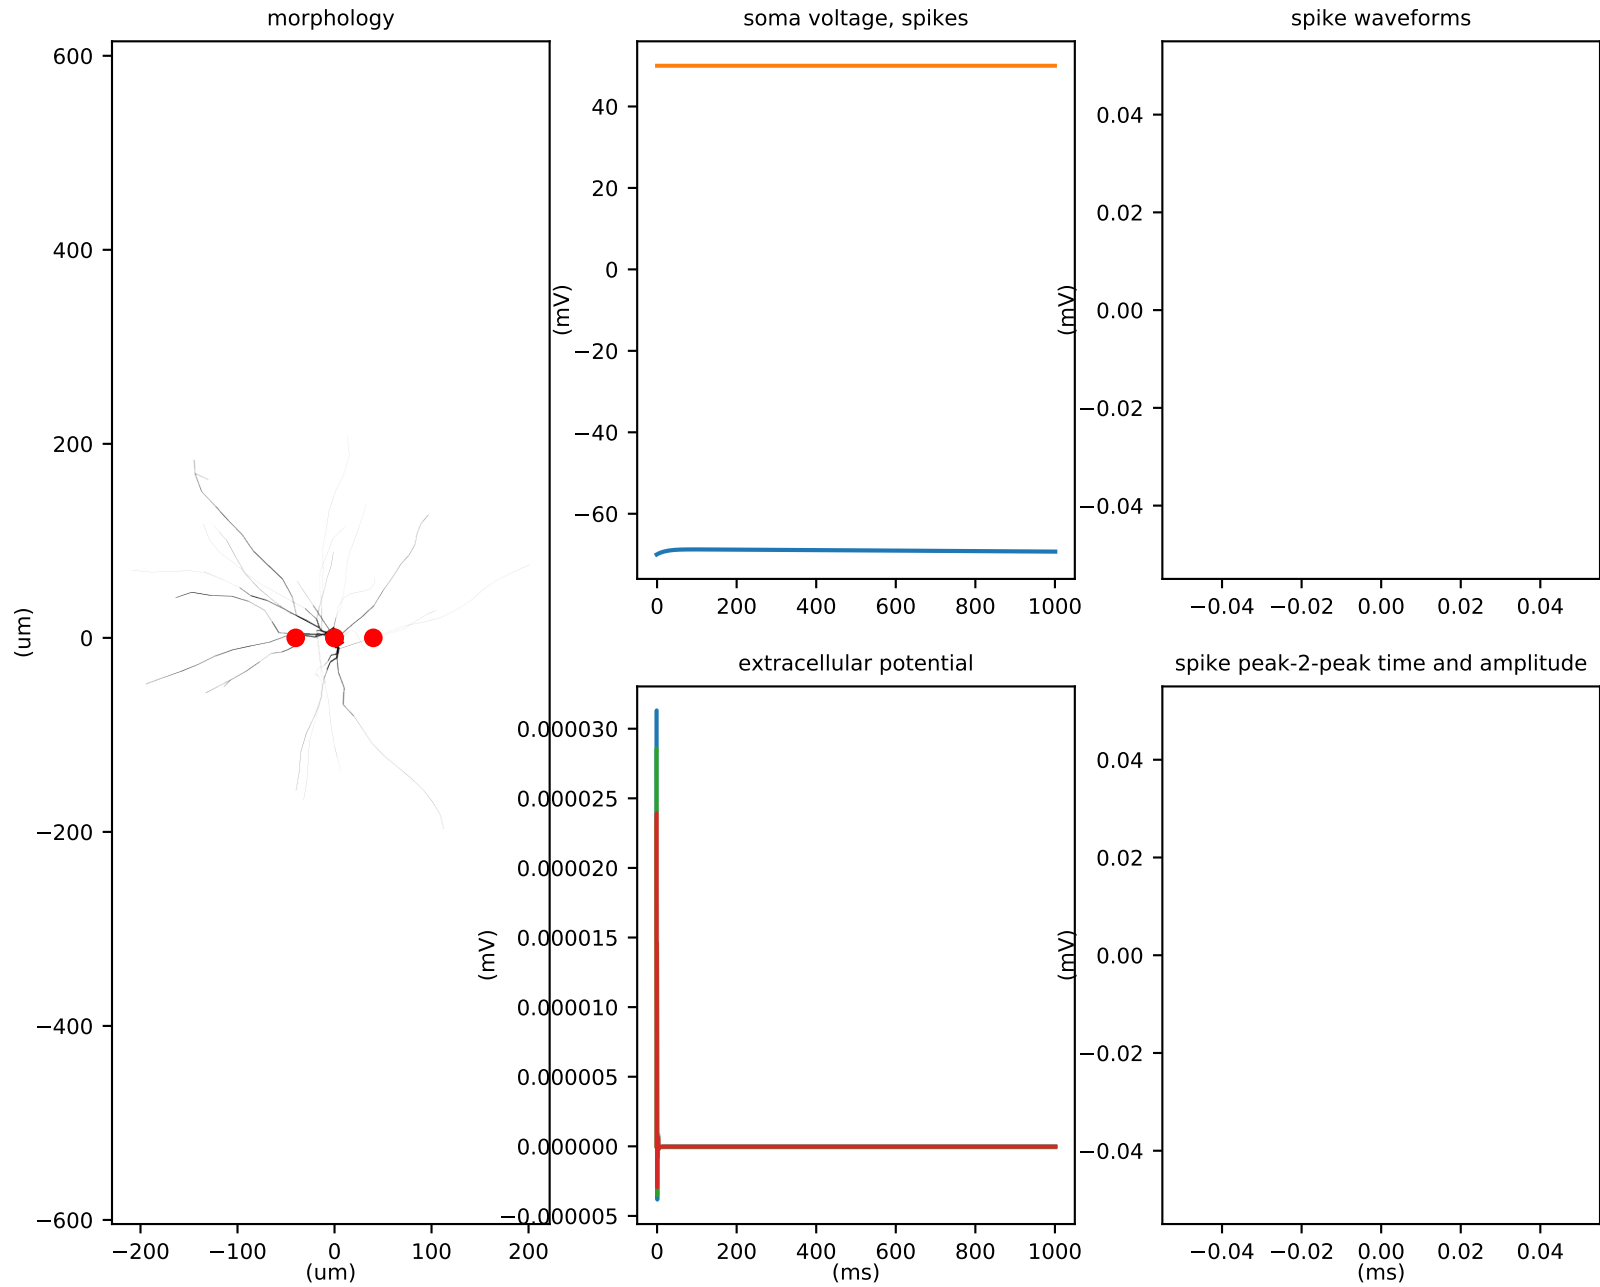 morphology
600
400
200
0
−200
−400
−600
(um)
−200 −100 0 100 200
(um)
soma voltage, spikes
40
20
0
−20
−40
−60
(mV)
0 200 400 600 800 1000
spike waveforms
0.04
0.02
0.00
−0.02
−0.04
(mV)
−0.04 −0.02 0.00 0.02 0.04
extracellular potential
0.000030
0.000025
0.000020
0.000015
0.000010
0.000005
0.000000
−0.000005
(mV)
0 200 400 600 800 1000
(ms)
spike peak-2-peak time and amplitude
0.04
0.02
0.00
−0.02
−0.04
(mV)
−0.04 −0.02 0.00 0.02 0.04
(ms)